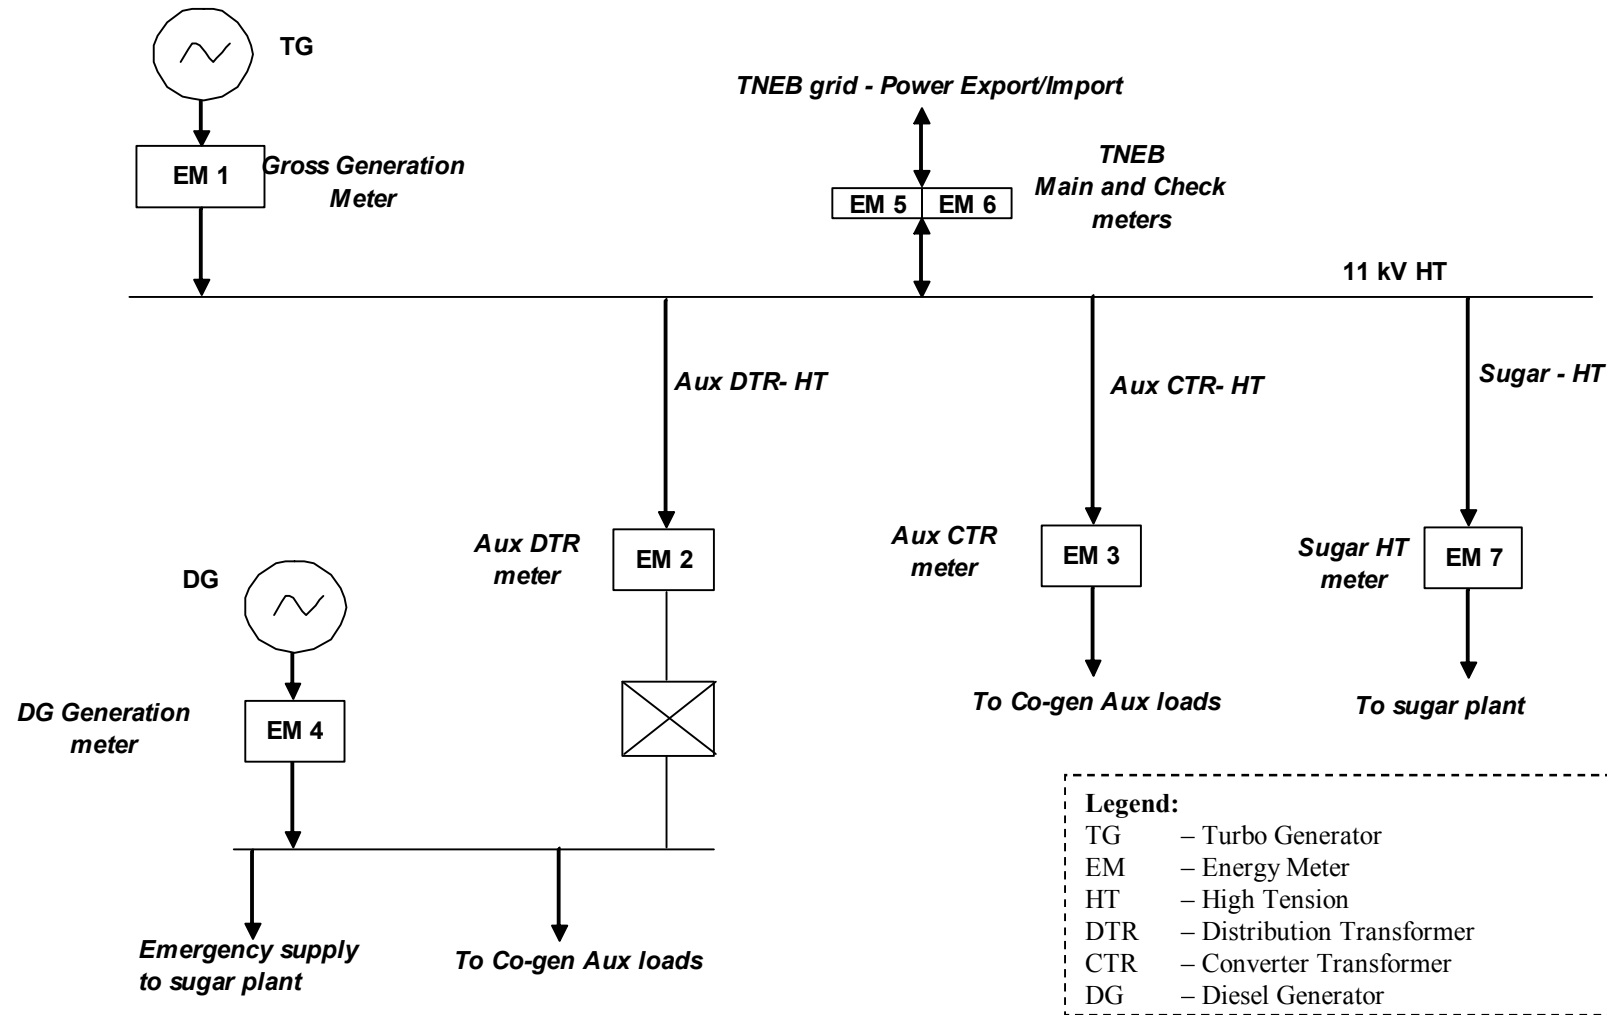 TG
TNEB grid - Power Export/Import
EM 1
Gross Generation
Meter
TNEB
Main and Check
meters
EM 5
EM 6
11 kV HT
Aux DTR- HT
Aux CTR- HT
Sugar - HT
DG
Aux DTR
meter
EM 2
Aux CTR
meter
EM 3
Sugar HT
meter
EM 7
DG Generation
meter
EM 4
To Co-gen Aux loads
To sugar plant
Emergency supply
to sugar plant
To Co-gen Aux loads
Legend:
TG – Turbo Generator
EM – Energy Meter
HT – High Tension
DTR – Distribution Transformer
CTR – Converter Transformer
DG – Diesel Generator